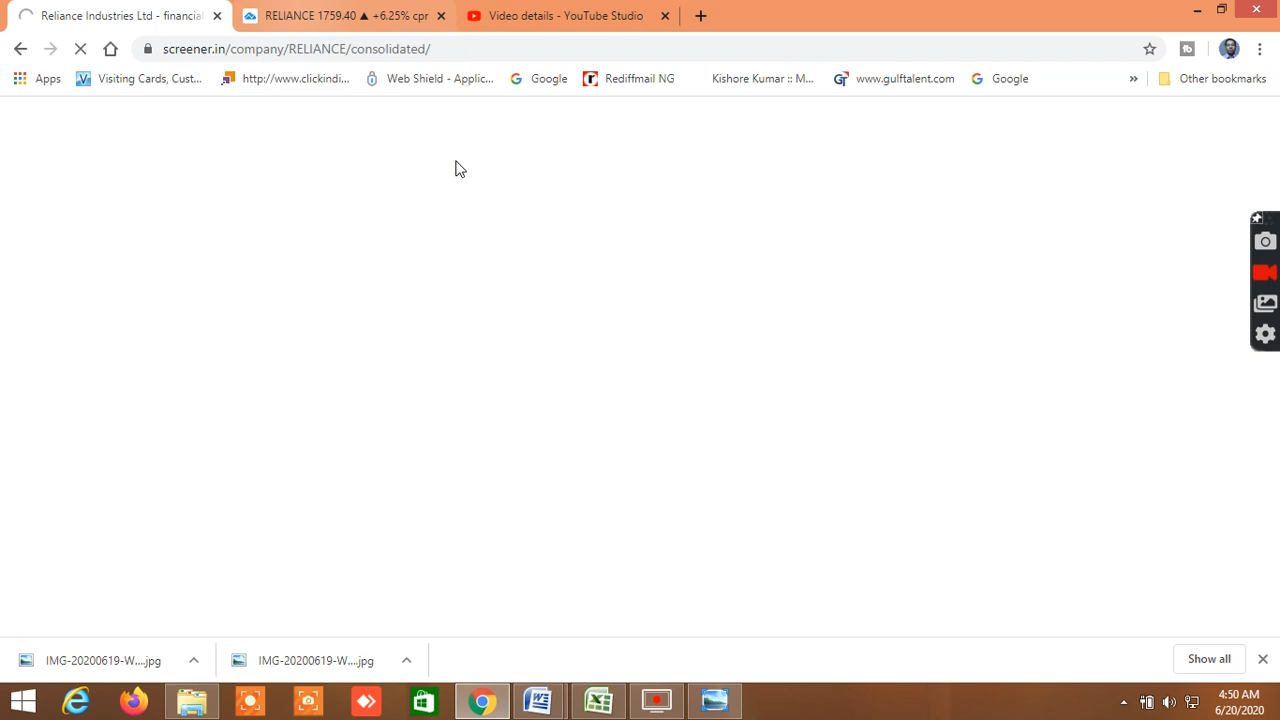 Reliance Industries Ltd - financial
RELIANCE 1759.40 ▲ +6.25% cpr
Video details - YouTube Studio
screener.in/company/RELIANCE/consolidated/
Apps
Visiting Cards, Cust...
http://www.clickindi...
Web Shield - Applic...
Google
Rediffmail NG
Kishore Kumar :: M...
www.gulftalent.com
Google
»
Other bookmarks
IMG-20200619-W....jpg
IMG-20200619-W....jpg
Show all
4:50 AM
6/20/2020